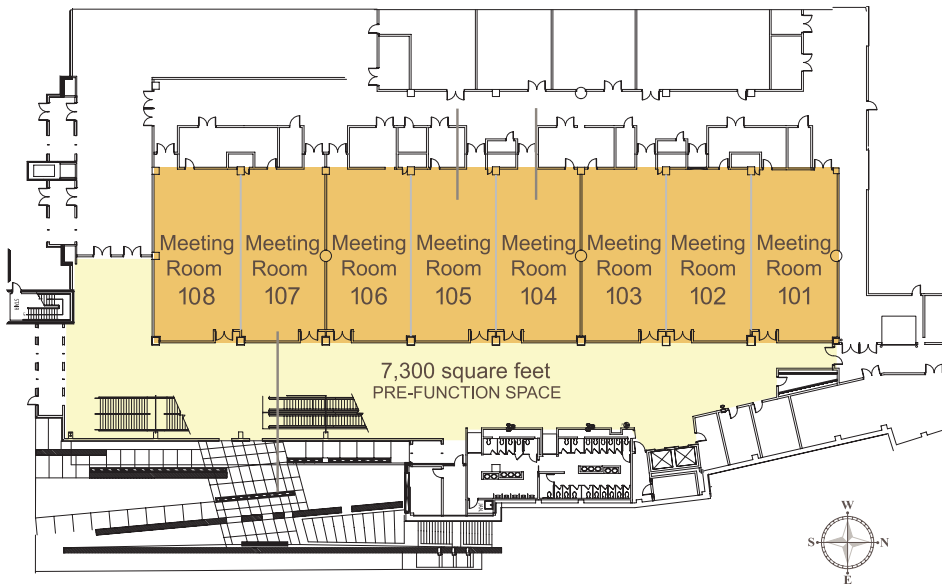 Meeting
Room
108
Meeting
Room
107
Meeting
Room
106
Meeting
Room
105
Meeting
Room
104
Meeting
Room
103
Meeting
Room
102
Meeting
Room
101
7,300 square feet
PRE-FUNCTION SPACE
W
S
N
E